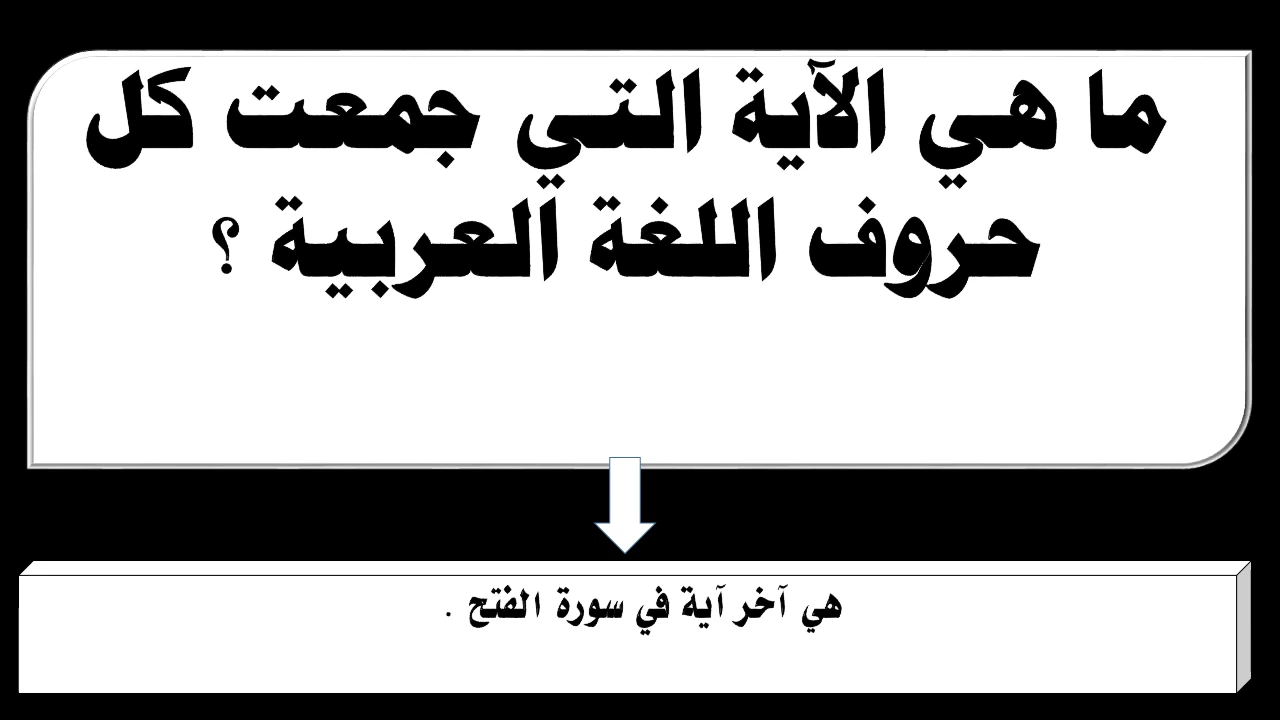 ما هي الآية التي جمعت كل
حروف اللغة العربية ؟
هي آخر آية في سورة الفتح .